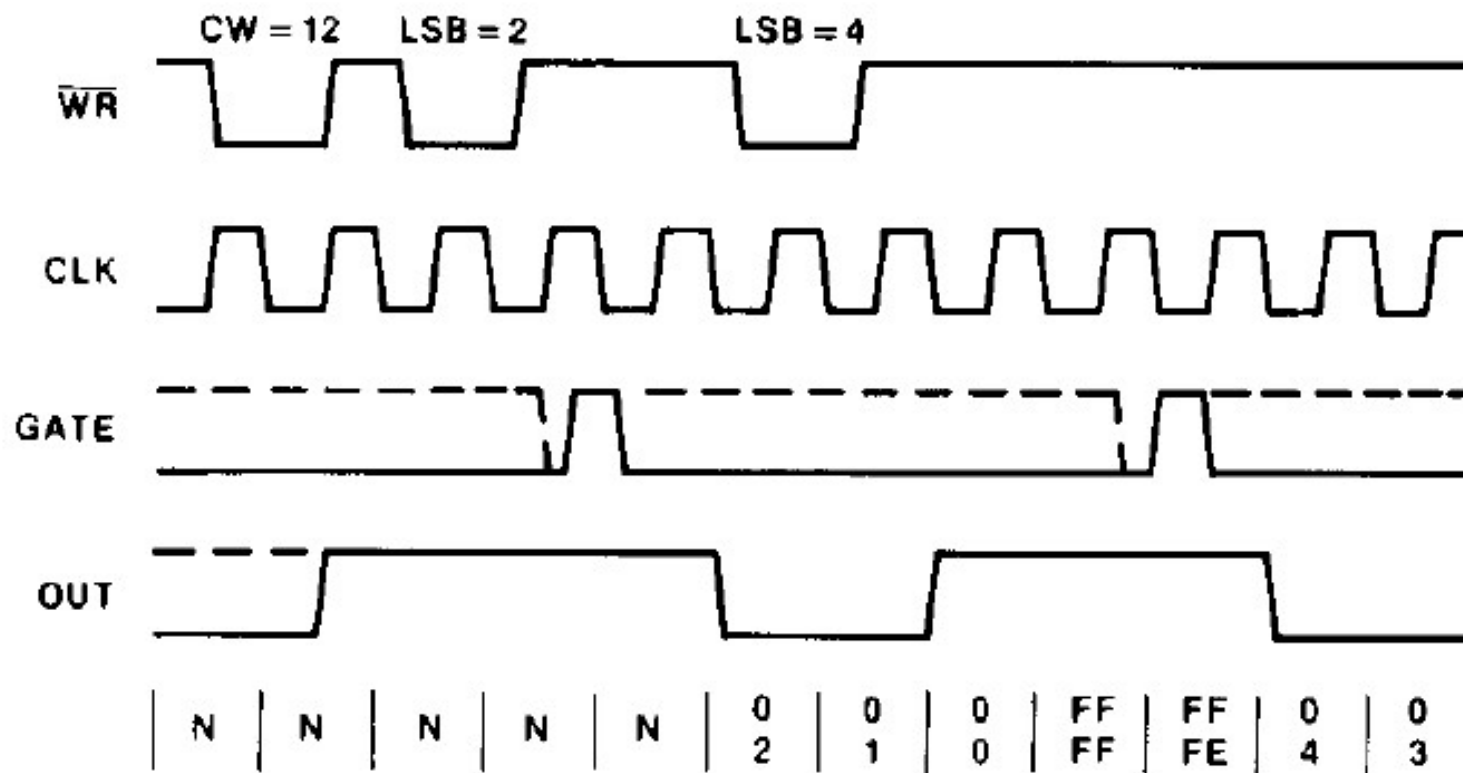 CW = 12 LSB = 2 LSB = 4
WR
CLK
GATE
OUT
N N N N N 0 0 0 FF FF 0 0
2 1 0 FF FE 4 3